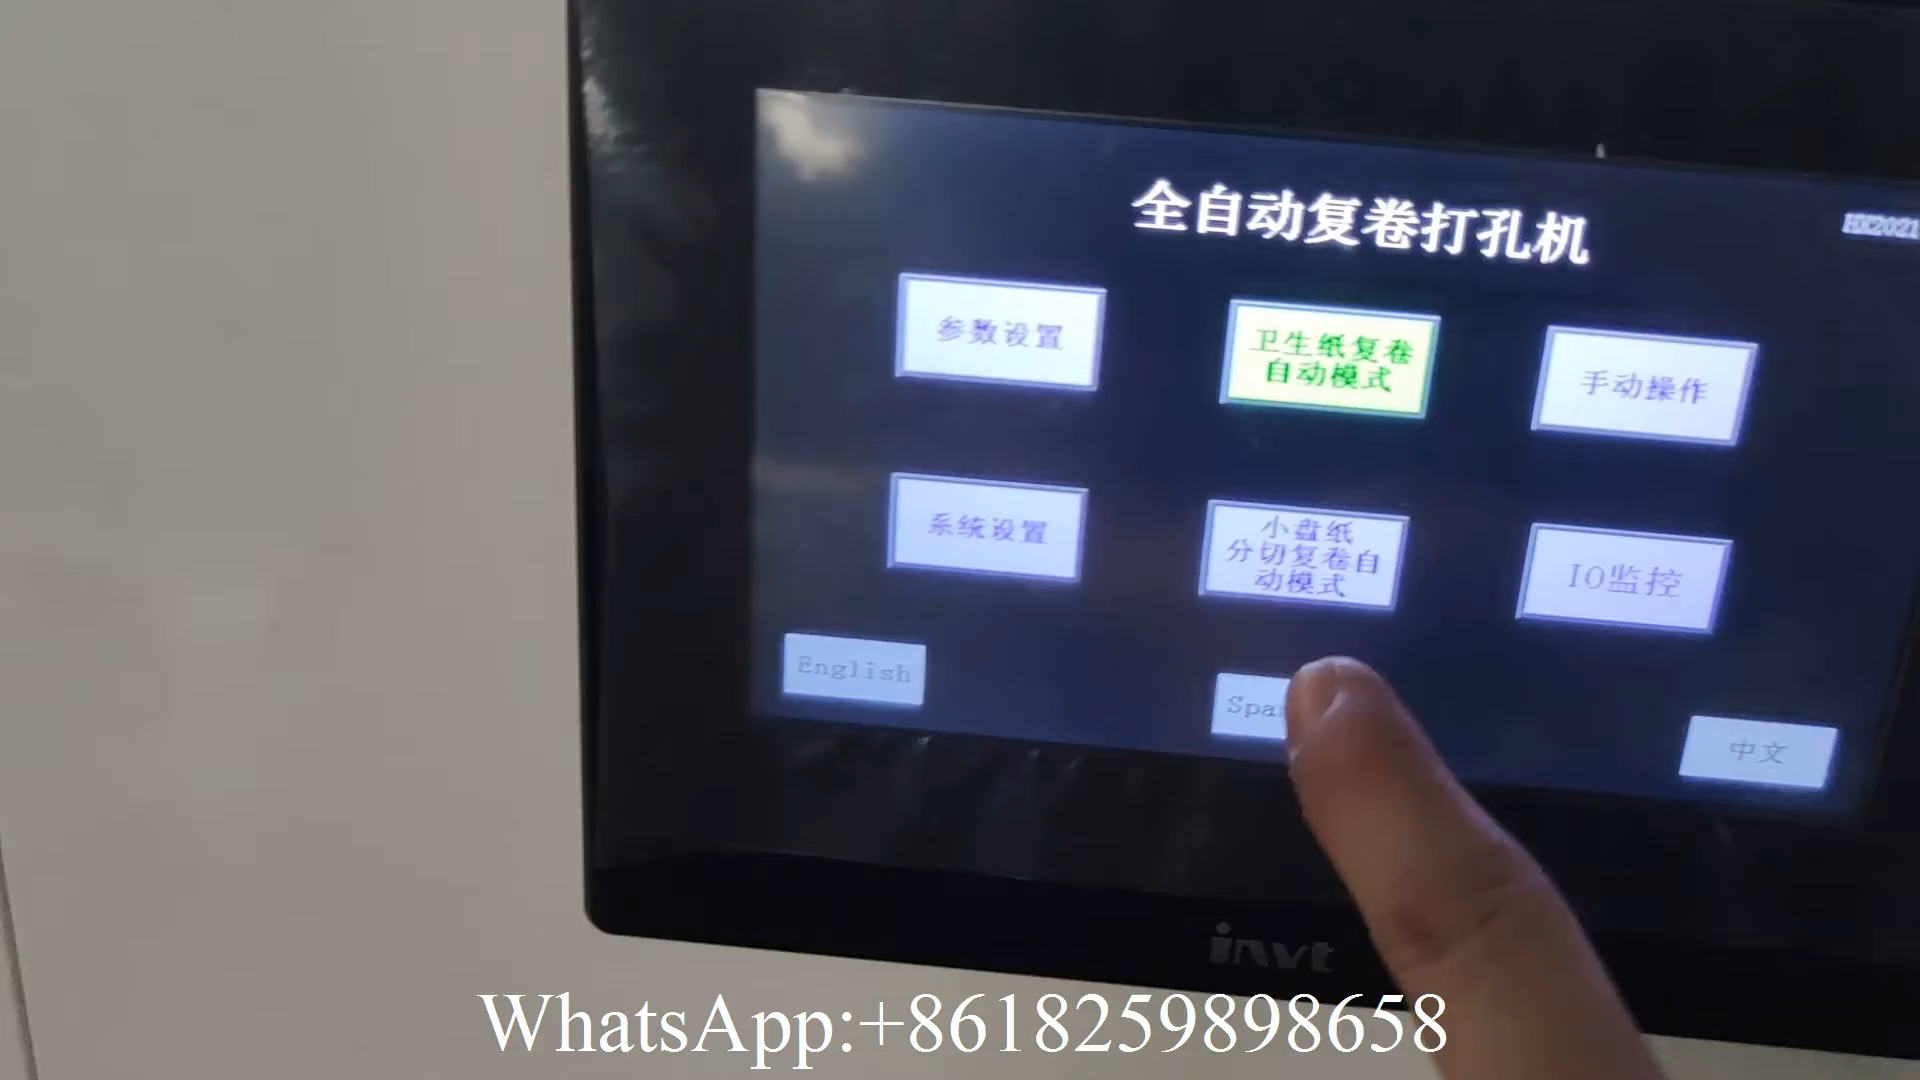 全自动复卷打孔机
HX2021
参数设置
卫生纸复卷
自动模式
手动操作
系统设置
小盘纸
分切复卷自
动模式
IO监控
English
Spa
中文
invt
WhatsApp:+8618259898658